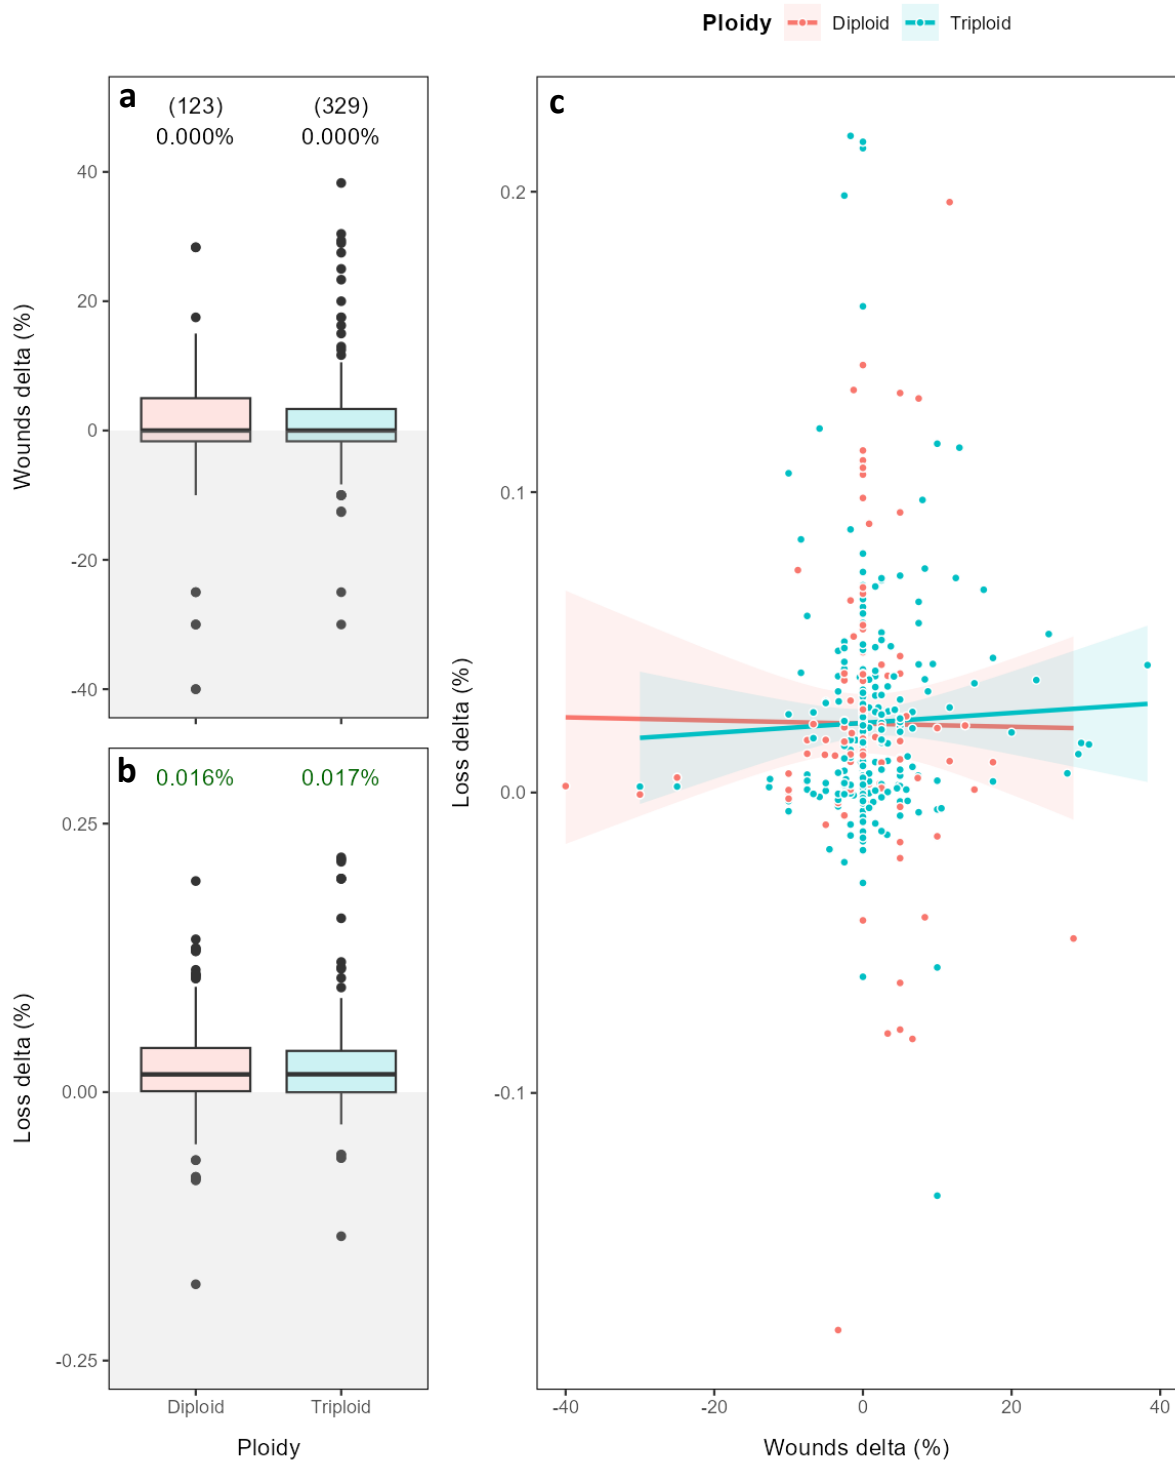 Ploidy Diploid Triploid
a
(123) (329)
0.000% 0.000%
40
20
0
-20
-40
Wounds delta (%)
b
0.016% 0.017%
0.25
0.00
-0.25
Loss delta (%)
Diploid Triploid
Ploidy
c
0.2
0.1
0.0
-0.1
Loss delta (%)
-40 -20 0 20 40
Wounds delta (%)